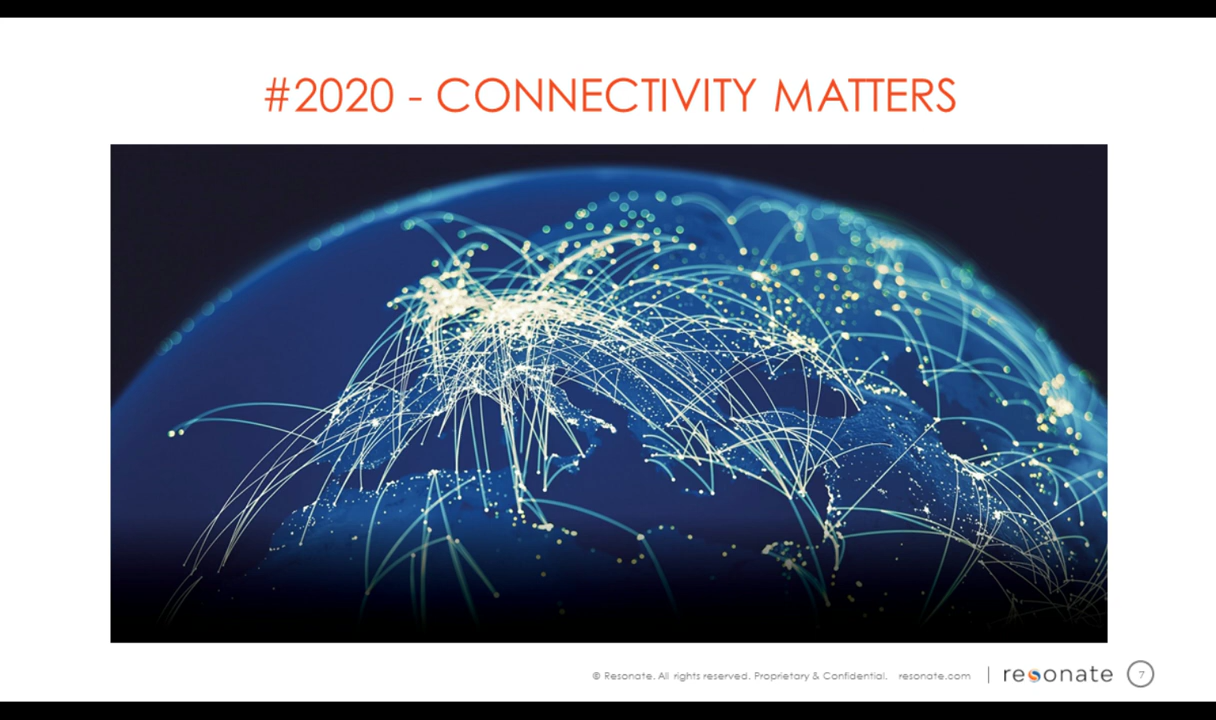 #2020 - CONNECTIVITY MATTERS
© Resonate. All rights reserved. Proprietary & Confidential. resonate.com | resonate 7